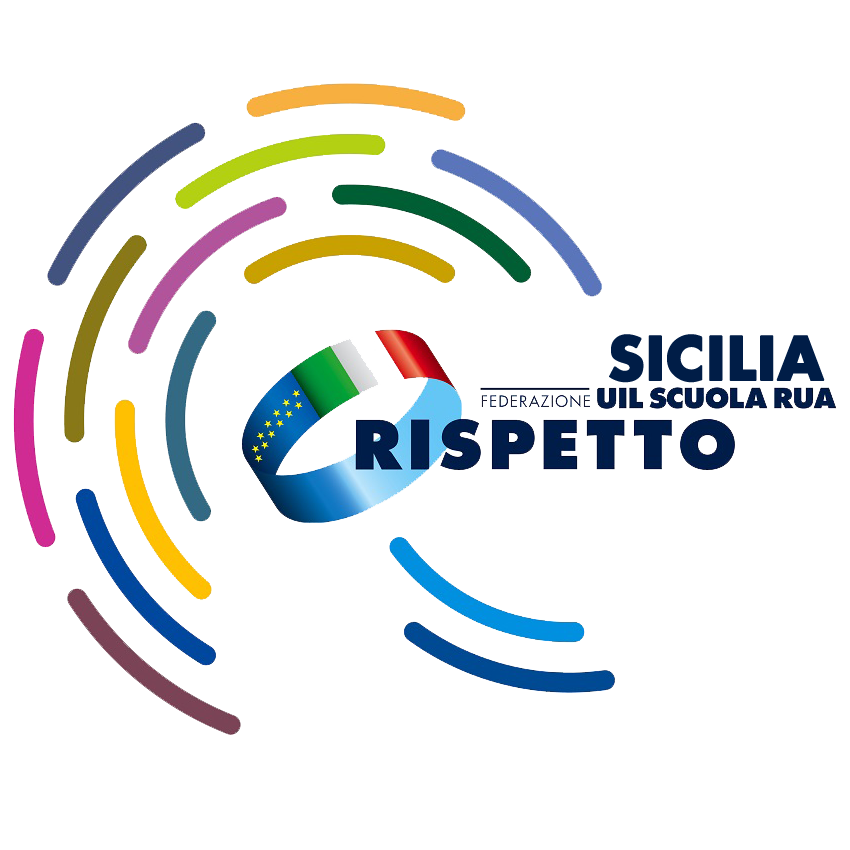 SICILIA
FEDERAZIONE UIL SCUOLA RUA
RISPETTO